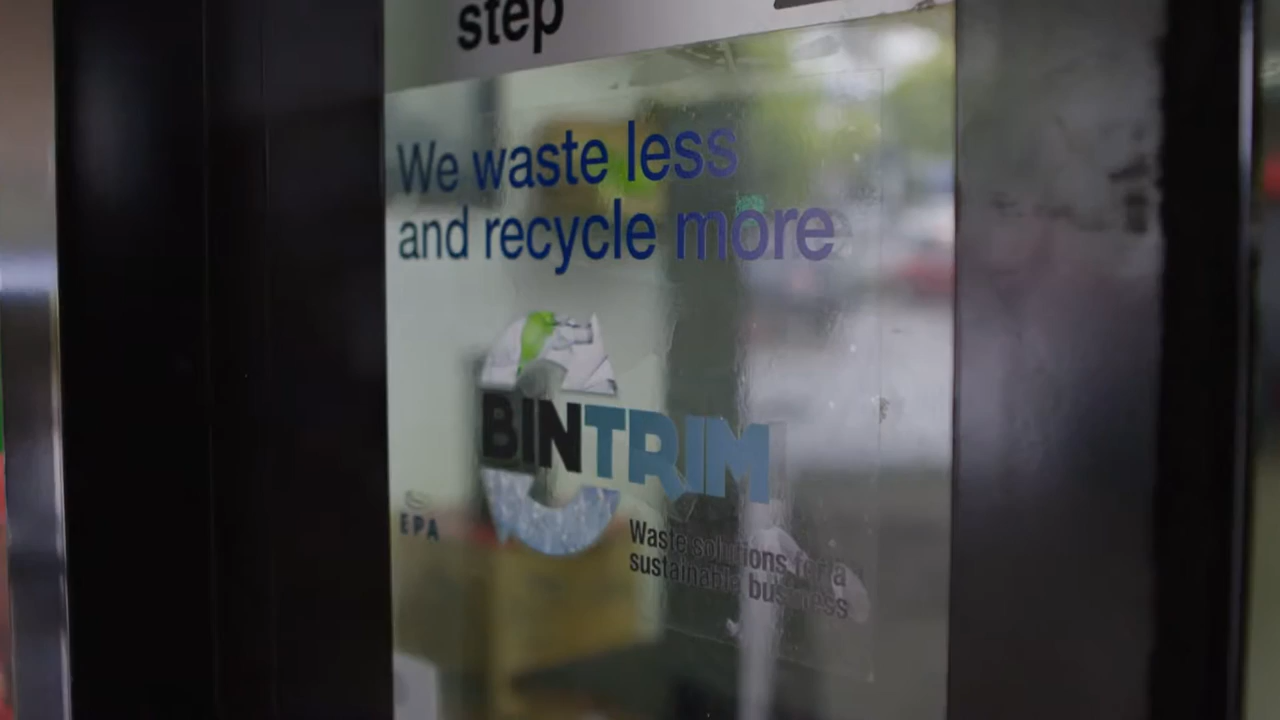 step
We waste less
and recycle more
BINTRIM
EPA
Waste solutions for a
sustainable business